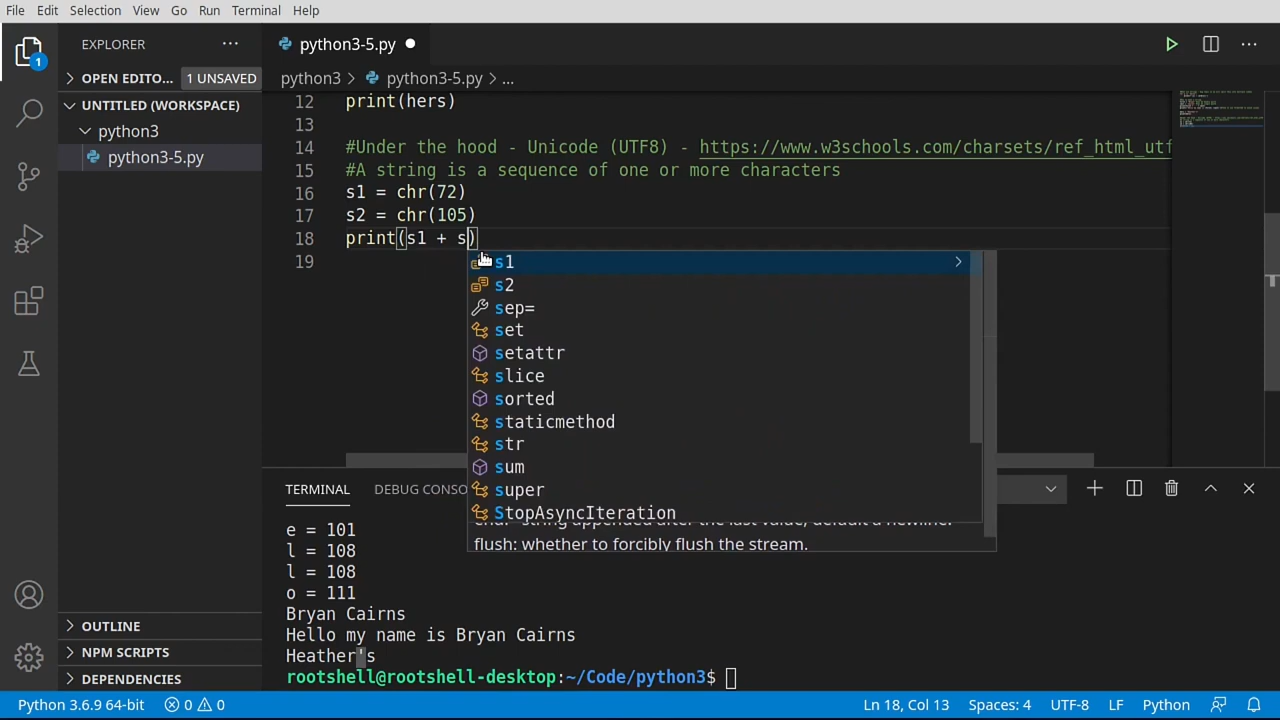 File Edit Selection View Go Run Terminal Help
EXPLORER
python3-5.py
OPEN EDITO... 1 UNSAVED
python3 > python3-5.py > ...
UNTITLED (WORKSPACE)
python3
python3-5.py
12 print(hers)
13
14 #Under the hood - Unicode (UTF8) - https://www.w3schools.com/charsets/ref_html_utf
15 #A string is a sequence of one or more characters
16 s1 = chr(72)
17 s2 = chr(105)
18 print(s1 + s)
19
s1
s2
sep=
set
setattr
slice
sorted
staticmethod
str
sum
super
StopAsyncIteration
flush: whether to forcibly flush the stream.
TERMINAL DEBUG CONSO
e = 101
l = 108
l = 108
o = 111
Bryan Cairns
Hello my name is Bryan Cairns
Heather's
rootshell@rootshell-desktop:~/Code/python3$
1
OUTLINE
NPM SCRIPTS
DEPENDENCIES
Python 3.6.9 64-bit 0 0 Ln 18, Col 13 Spaces: 4 UTF-8 LF Python